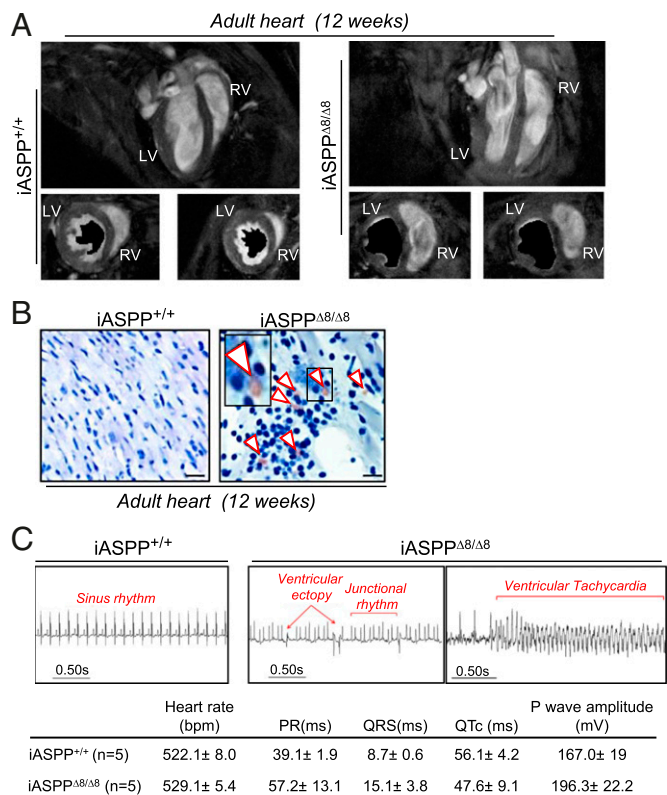 A
Adult heart (12 weeks)
iASPP+/+
RV
LV
LV
RV
LV
RV
iASPPΔ8/Δ8
RV
LV
LV
RV
LV
RV
B
iASPP+/+
iASPPΔ8/Δ8
Adult heart (12 weeks)
C
iASPP+/+
iASPPΔ8/Δ8
Sinus rhythm
0.50s
Ventricular
ectopy
Junctional
rhythm
0.50s
Ventricular Tachycardia
0.50s
Heart rate (bpm) PR(ms) QRS(ms) QTc (ms) P wave amplitude (mV)
iASPP+/+ (n=5) 522.1± 8.0 39.1± 1.9 8.7± 0.6 56.1± 4.2 167.0± 19
iASPPΔ8/Δ8 (n=5) 529.1± 5.4 57.2± 13.1 15.1± 3.8 47.6± 9.1 196.3± 22.2